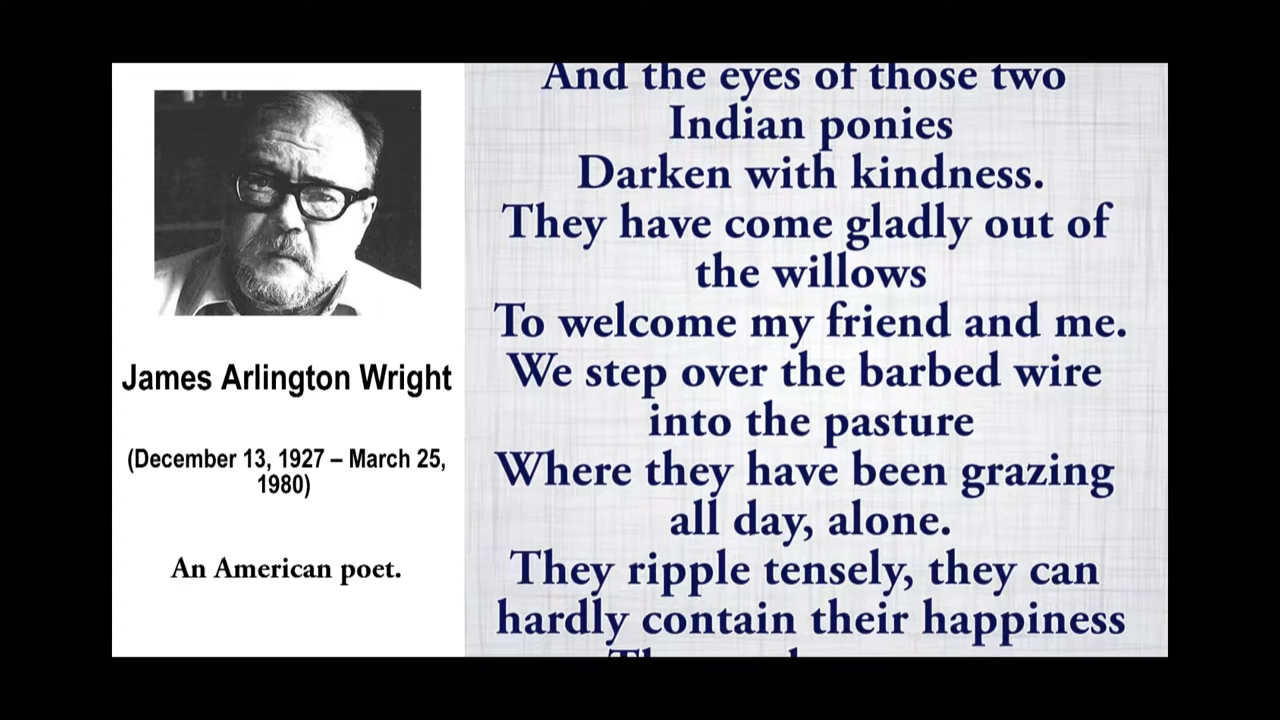 James Arlington Wright
(December 13, 1927 – March 25,
1980)
An American poet.
And the eyes of those two
Indian ponies
Darken with kindness.
They have come gladly out of
the willows
To welcome my friend and me.
We step over the barbed wire
into the pasture
Where they have been grazing
all day, alone.
They ripple tensely, they can
hardly contain their happiness